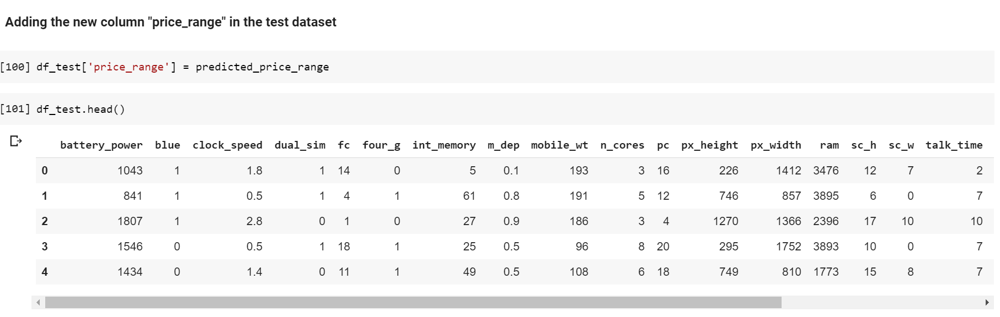 Adding the new column "price_range" in the test dataset
[100] df_test['price_range'] = predicted_price_range
[101] df_test.head()
battery_power blue clock_speed dual_sim fc four_g int_memory m_dep mobile_wt n_cores pc px_height px_width ram sc_h sc_w talk_time
0 1043 1 1.8 1 14 0 5 0.1 193 3 16 226 1412 3476 12 7 2
1 841 1 0.5 1 4 1 61 0.8 191 5 12 746 857 3895 6 0 7
2 1807 1 2.8 0 1 0 27 0.9 186 3 4 1270 1366 2396 17 10 10
3 1546 0 0.5 1 18 1 25 0.5 96 8 20 295 1752 3893 10 0 7
4 1434 0 1.4 0 11 1 49 0.5 108 6 18 749 810 1773 15 8 7